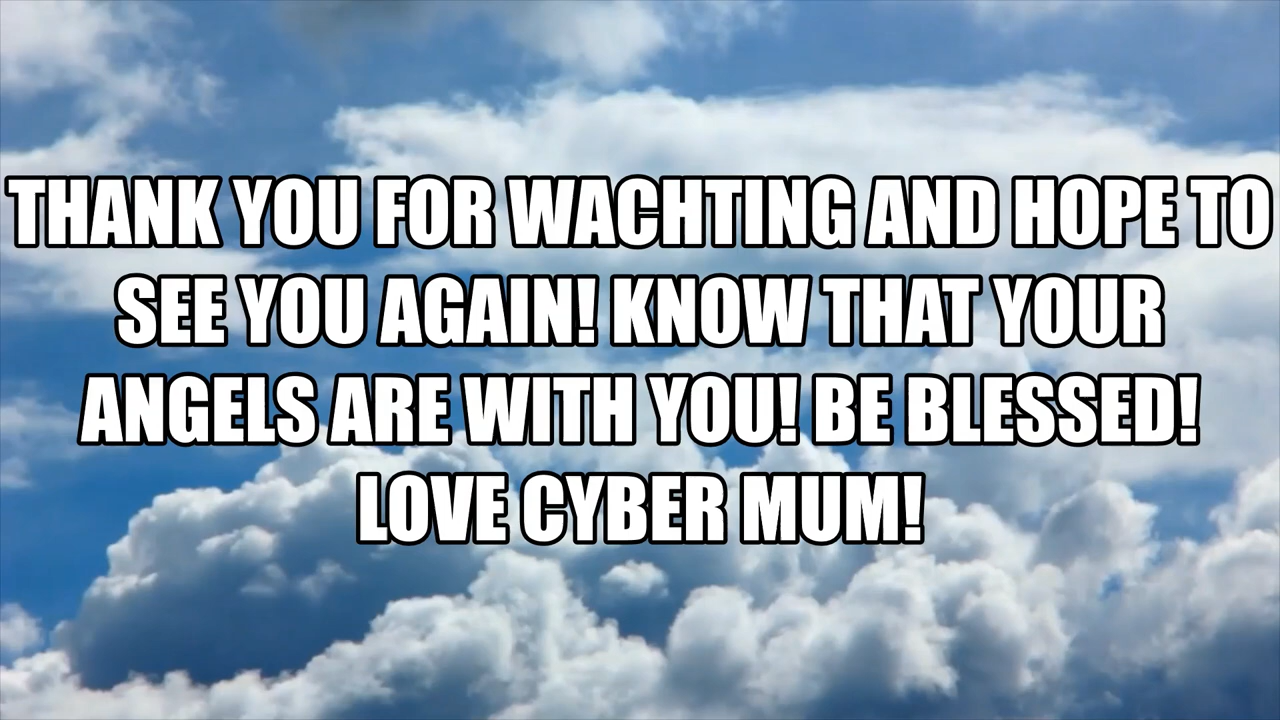 THANK YOU FOR WACHTING AND HOPE TO
SEE YOU AGAIN! KNOW THAT YOUR
ANGELS ARE WITH YOU! BE BLESSED!
LOVE CYBER MUM!